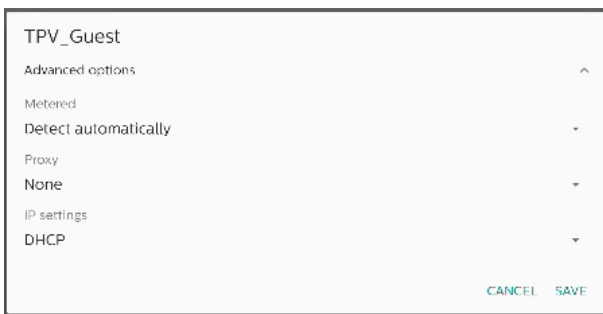 TPV_Guest
Advanced options
Metered
Detect automatically
Proxy
None
IP settings
DHCP
CANCEL SAVE